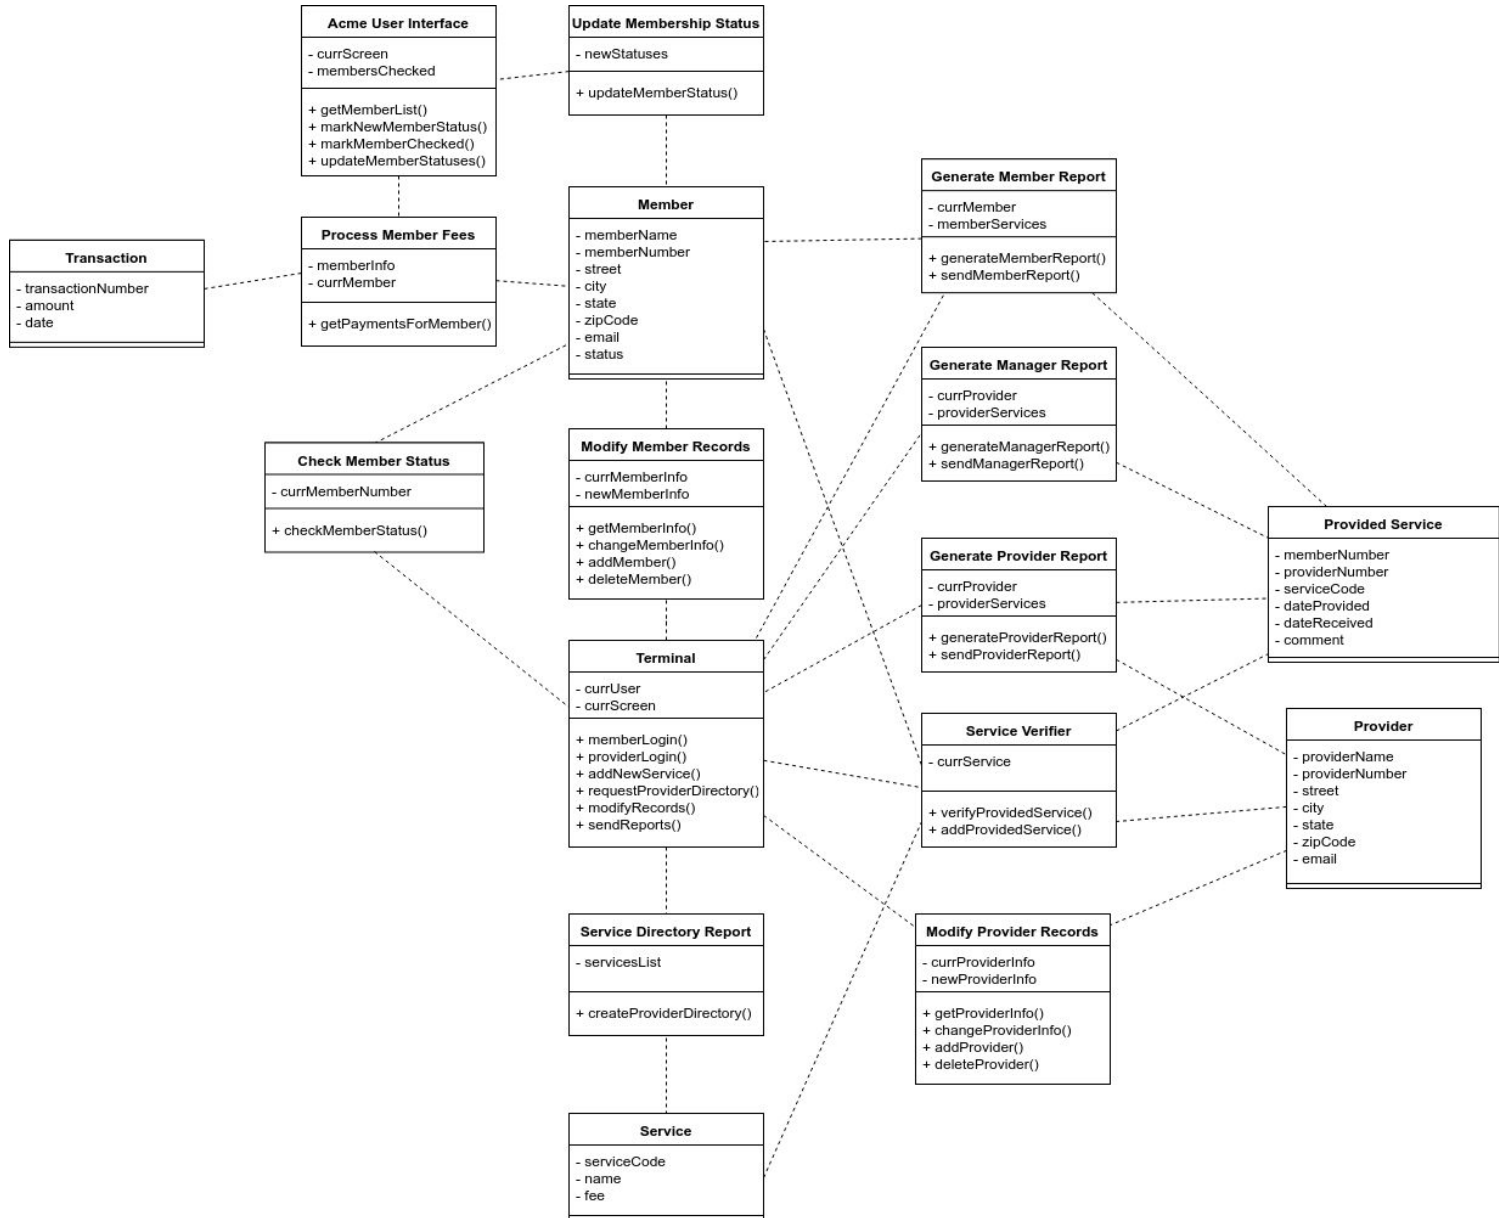 Acme User Interface
- currScreen
- membersChecked
+ getMemberList()
+ markNewMemberStatus()
+ markMemberChecked()
+ updateMemberStatuses()
Update Membership Status
- newStatuses
+ updateMemberStatus()
Transaction
- transactionNumber
- amount
- date
Process Member Fees
- memberInfo
- currMember
+ getPaymentsForMember()
Member
- memberName
- memberNumber
- street
- city
- state
- zipCode
- email
- status
Generate Member Report
- currMember
- memberServices
+ generateMemberReport()
+ sendMemberReport()
Generate Manager Report
- currProvider
- providerServices
+ generateManagerReport()
+ sendManagerReport()
Check Member Status
- currMemberNumber
+ checkMemberStatus()
Modify Member Records
- currMemberInfo
- newMemberInfo
+ getMemberInfo()
+ changeMemberInfo()
+ addMember()
+ deleteMember()
Generate Provider Report
- currProvider
- providerServices
+ generateProviderReport()
+ sendProviderReport()
Provided Service
- memberNumber
- providerNumber
- serviceCode
- dateProvided
- dateReceived
- comment
Terminal
- currUser
- currScreen
+ memberLogin()
+ providerLogin()
+ addNewService()
+ requestProviderDirectory()
+ modifyRecords()
+ sendReports()
Service Verifier
- currService
+ verifyProvidedService()
+ addProvidedService()
Provider
- providerName
- providerNumber
- street
- city
- state
- zipCode
- email
Service Directory Report
- servicesList
+ createProviderDirectory()
Modify Provider Records
- currProviderInfo
- newProviderInfo
+ getProviderInfo()
+ changeProviderInfo()
+ addProvider()
+ deleteProvider()
Service
- serviceCode
- name
- fee